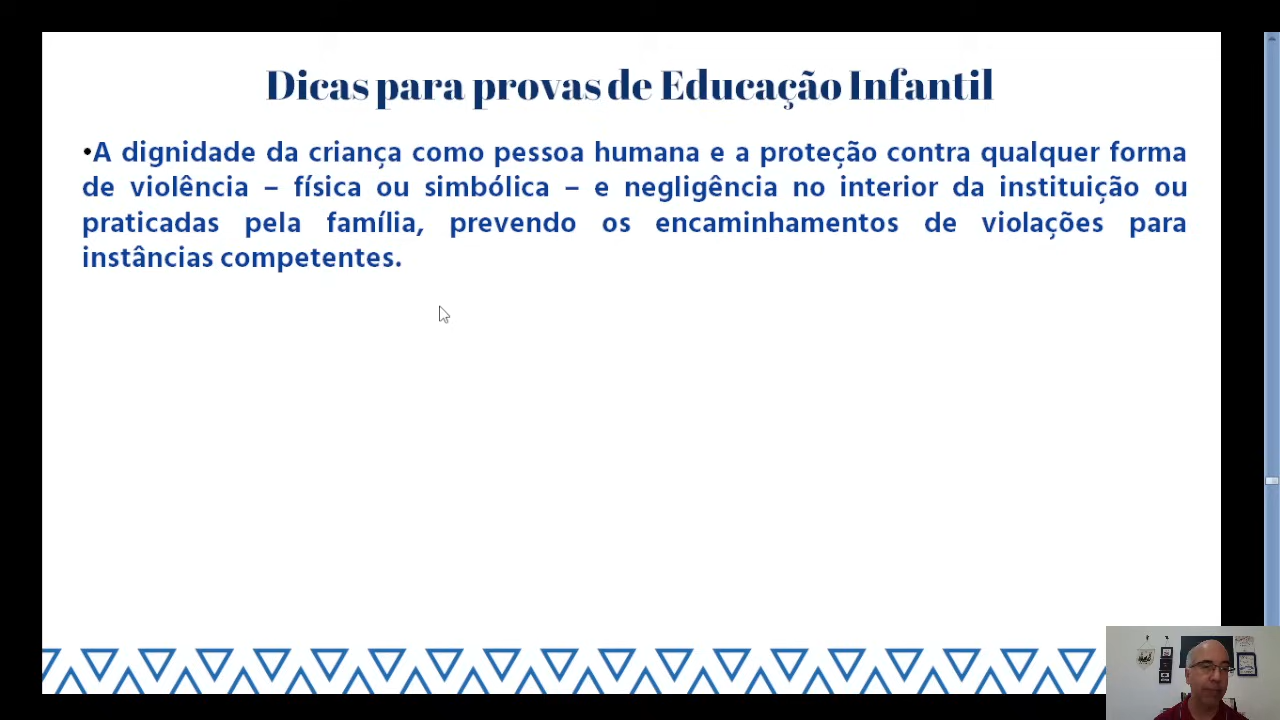 Dicas para provas de Educação Infantil
•A dignidade da criança como pessoa humana e a proteção contra qualquer forma
de violência – física ou simbólica – e negligência no interior da instituição ou
praticadas pela família, prevendo os encaminhamentos de violações para
instâncias competentes.